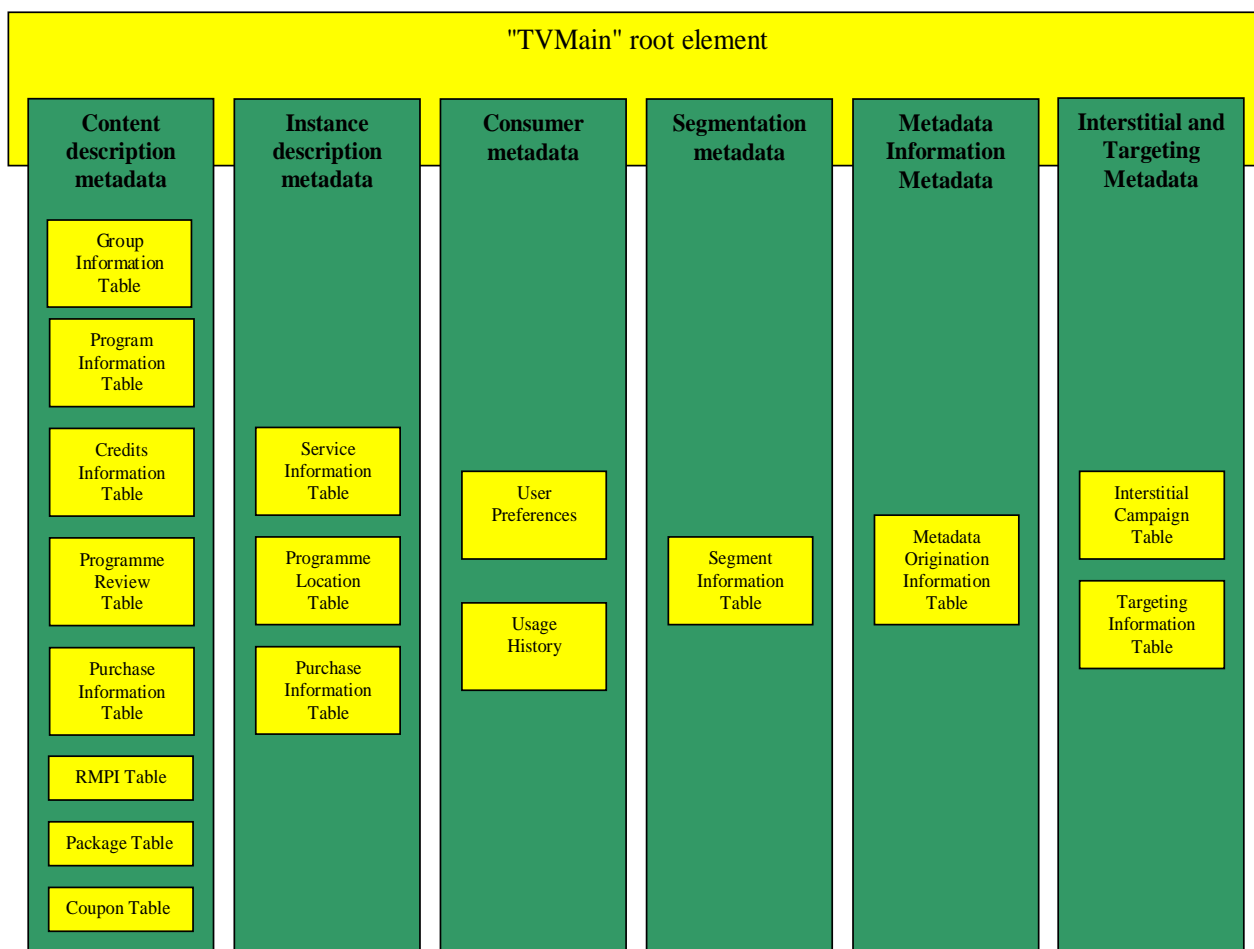 "TVMain" root element
Content
description
metadata
Group
Information
Table
Program
Information
Table
Credits
Information
Table
Programme
Review
Table
Purchase
Information
Table
RMPI Table
Package Table
Coupon Table
Instance
description
metadata
Service
Information
Table
Programme
Location
Table
Purchase
Information
Table
Consumer
metadata
User
Preferences
Usage
History
Segmentation
metadata
Segment
Information
Table
Metadata
Information
Metadata
Metadata
Origination
Information
Table
Interstitial and
Targeting
Metadata
Interstitial
Campaign
Table
Targeting
Information
Table